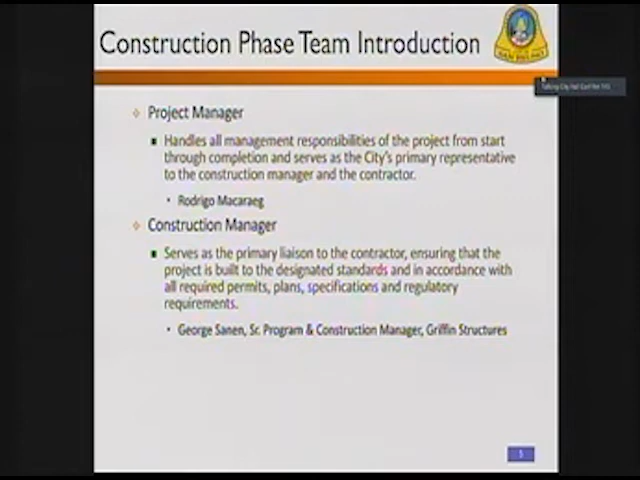 Construction Phase Team Introduction
Project Manager
Handles all management responsibilities of the project from start
through completion and serves as the City's primary representative
to the construction manager and the contractor.
Rodrigo Macaraeg
Construction Manager
Serves as the primary liaison to the contractor, ensuring that the
project is built to the designated standards and in accordance with
all required permits, plans, specifications and regulatory
requirements.
George Sanen, Sr. Program & Construction Manager, Griffin Structures